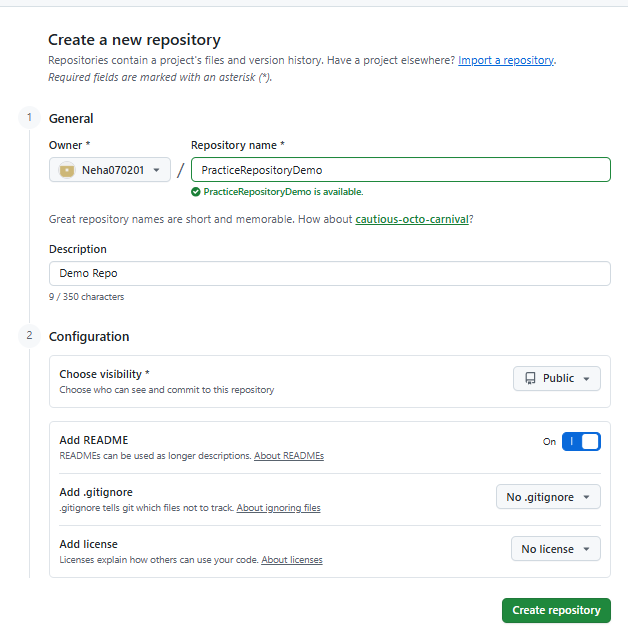 Create a new repository
Repositories contain a project's files and version history. Have a project elsewhere? Import a repository.
Required fields are marked with an asterisk (*).
1 General
Owner * Repository name *
Neha070201 / PracticeRepositoryDemo
PracticeRepositoryDemo is available.
Great repository names are short and memorable. How about cautious-octo-carnival?
Description
Demo Repo
9 / 350 characters
2 Configuration
Choose visibility * Public
Choose who can see and commit to this repository
Add README On
READMEs can be used as longer descriptions. About READMEs
Add .gitignore No .gitignore
.gitignore tells git which files not to track. About ignoring files
Add license No license
Licenses explain how others can use your code. About licenses
Create repository